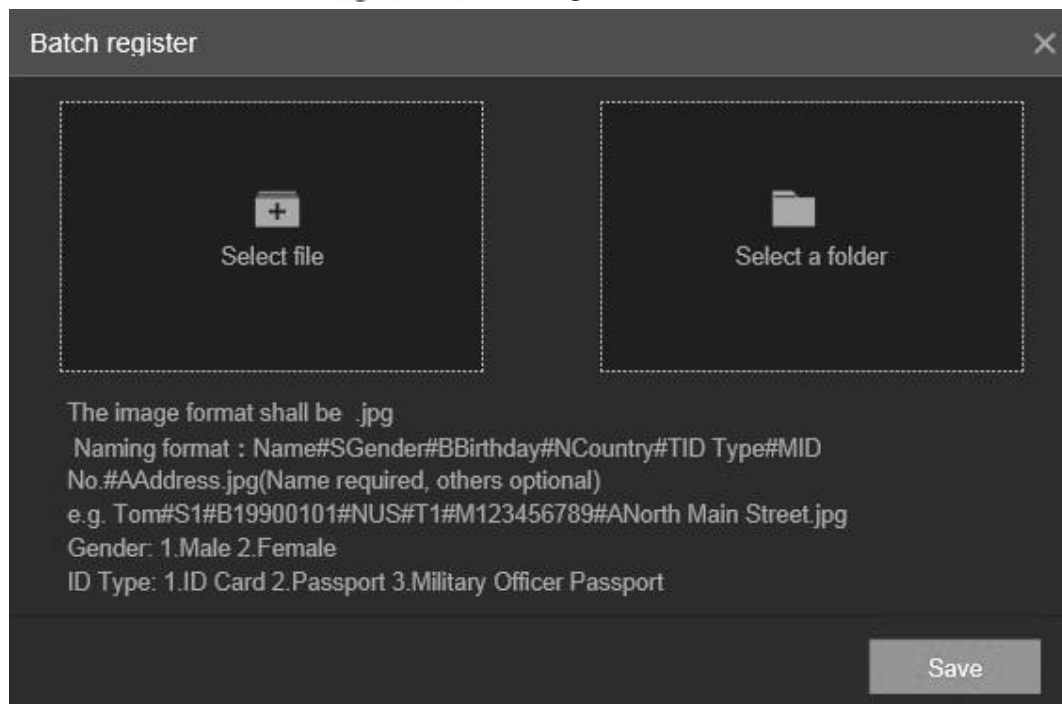 Batch register
Select file
Select a folder
The image format shall be .jpg
Naming format : Name#SGender#BBirthday#NCountry#TID Type#MID
No.#AAddress.jpg(Name required, others optional)
e.g. Tom#S1#B19900101#NUS#T1#M123456789#ANorth Main Street.jpg
Gender: 1.Male 2.Female
ID Type: 1.ID Card 2.Passport 3.Military Officer Passport
Save